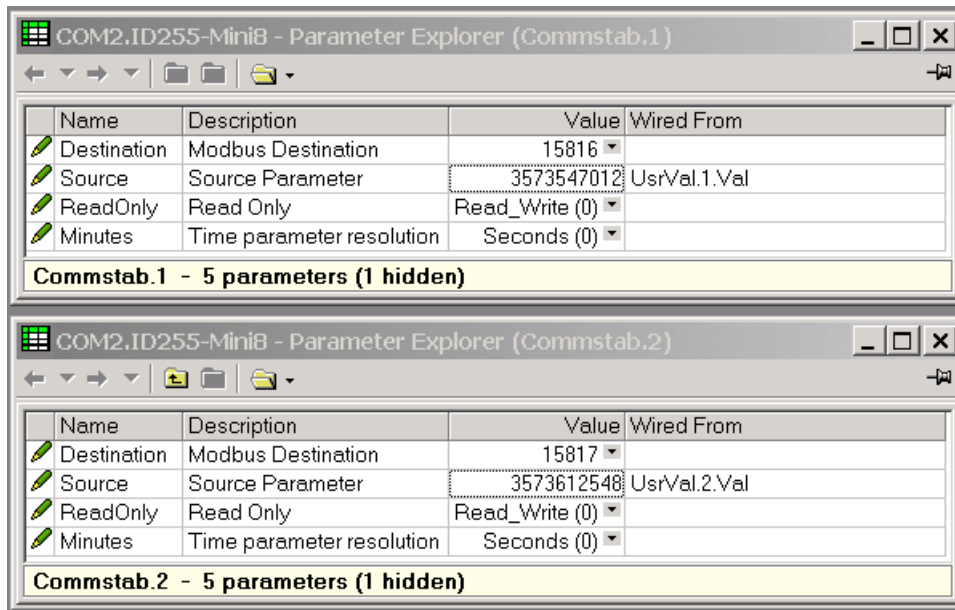 COM2.ID255-Mini8 - Parameter Explorer (Commstab.1)
Name Description Value Wired From
Destination Modbus Destination 15816
Source Source Parameter 3573547012 UsrVal.1.Val
ReadOnly Read Only Read_Write (0)
Minutes Time parameter resolution Seconds (0)
Commstab.1 - 5 parameters (1 hidden)
COM2.ID255-Mini8 - Parameter Explorer (Commstab.2)
Name Description Value Wired From
Destination Modbus Destination 15817
Source Source Parameter 3573612548 UsrVal.2.Val
ReadOnly Read Only Read_Write (0)
Minutes Time parameter resolution Seconds (0)
Commstab.2 - 5 parameters (1 hidden)